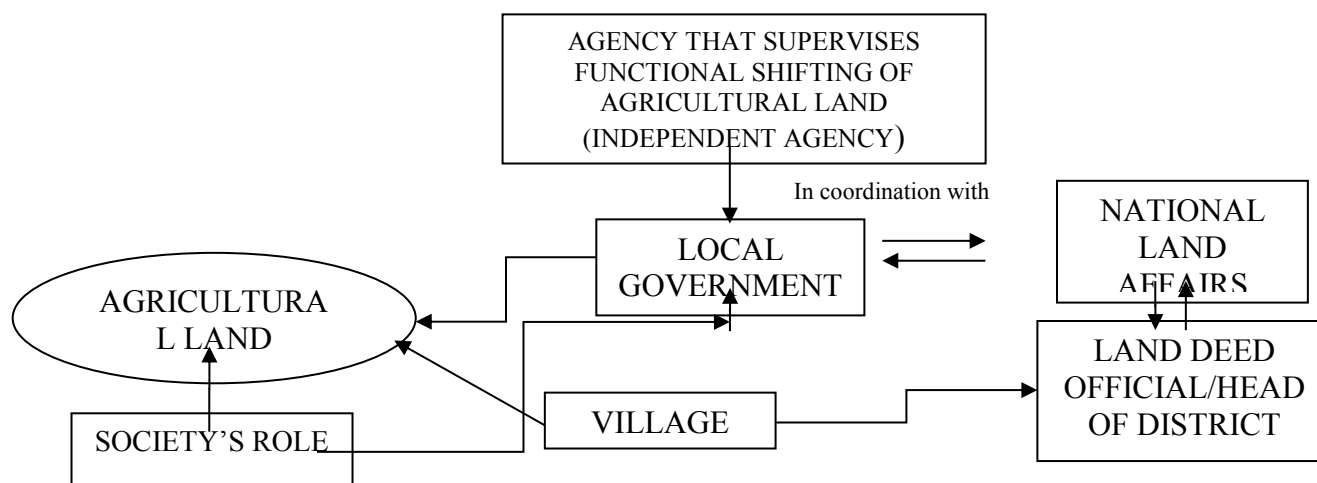 AGENCY THAT SUPERVISES
FUNCTIONAL SHIFTING OF
AGRICULTURAL LAND
(INDEPENDENT AGENCY)
In coordination with
NATIONAL
LAND
AFFAIRS
LOCAL
GOVERNMENT
AGRICULTURA
L LAND
LAND DEED
OFFICIAL/HEAD
OF DISTRICT
VILLAGE
SOCIETY’S ROLE